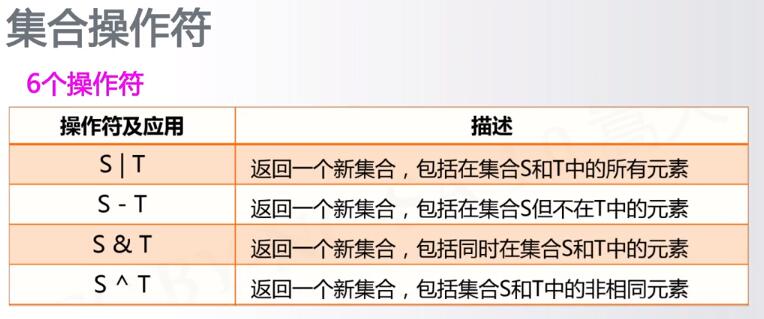 集合操作符
6个操作符
操作符及应用 描述
S | T 返回一个新集合，包括在集合S和T中的所有元素
S - T 返回一个新集合，包括在集合S但不在T中的元素
S & T 返回一个新集合，包括同时在集合S和T中的元素
S ^ T 返回一个新集合，包括集合S和T中的非相同元素